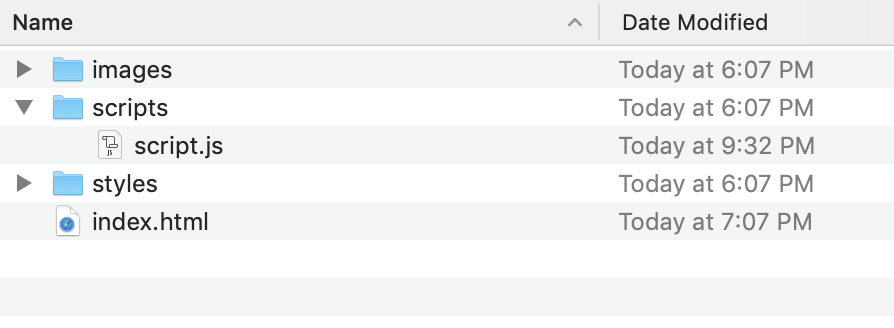 Name Date Modified
images Today at 6:07 PM
scripts Today at 6:07 PM
JS script.js Today at 9:32 PM
styles Today at 6:07 PM
index.html Today at 7:07 PM